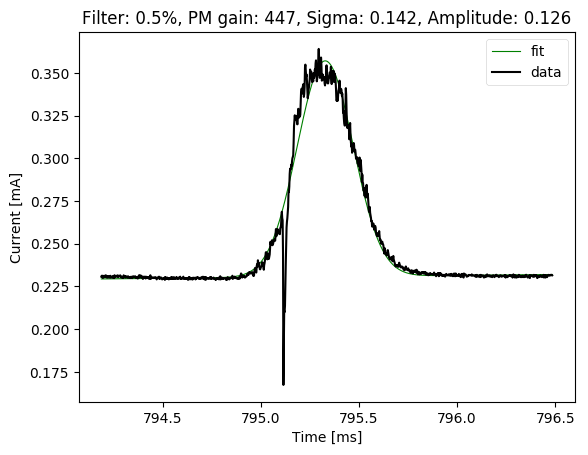 Filter: 0.5%, PM gain: 447, Sigma: 0.142, Amplitude: 0.126
fit
data
0.350
0.325
0.300
0.275
0.250
0.225
0.200
0.175
Current [mA]
794.5 795.0 795.5 796.0 796.5
Time [ms]